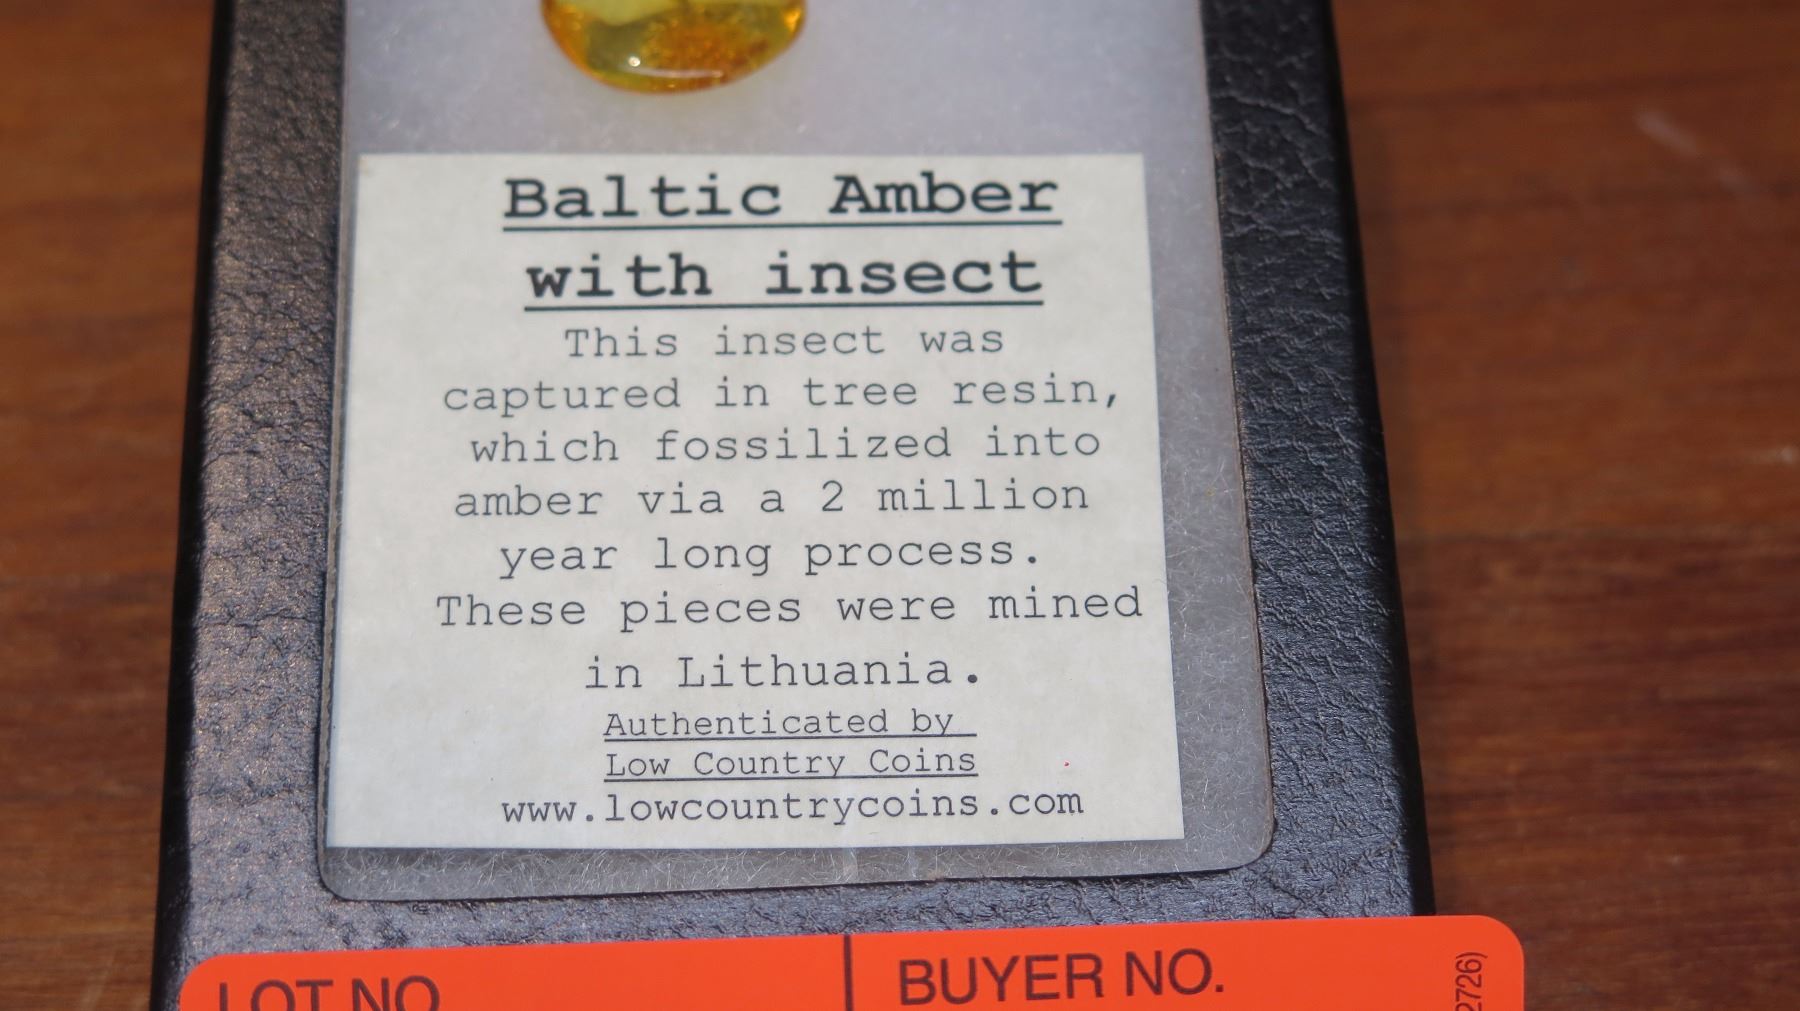 Baltic Amber
with insect
This insect was
captured in tree resin,
which fossilized into
amber via a 2 million
year long process.
These pieces were mined
in Lithuania.
Authenticated by
Low Country Coins
www.lowcountrycoins.com
LOT NO
BUYER NO.
2726)